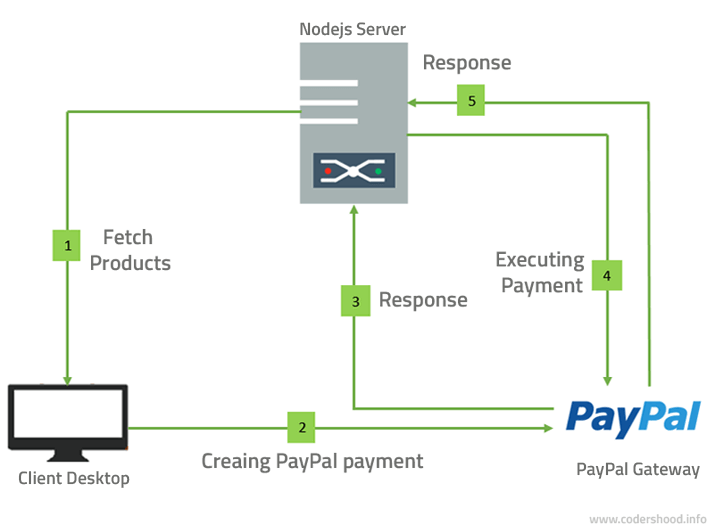 Nodejs Server
Response
5
1
Fetch
Products
Executing
Payment
4
3
Response
2
Creaing PayPal payment
Client Desktop
PayPal
PayPal Gateway
www.codershood.info